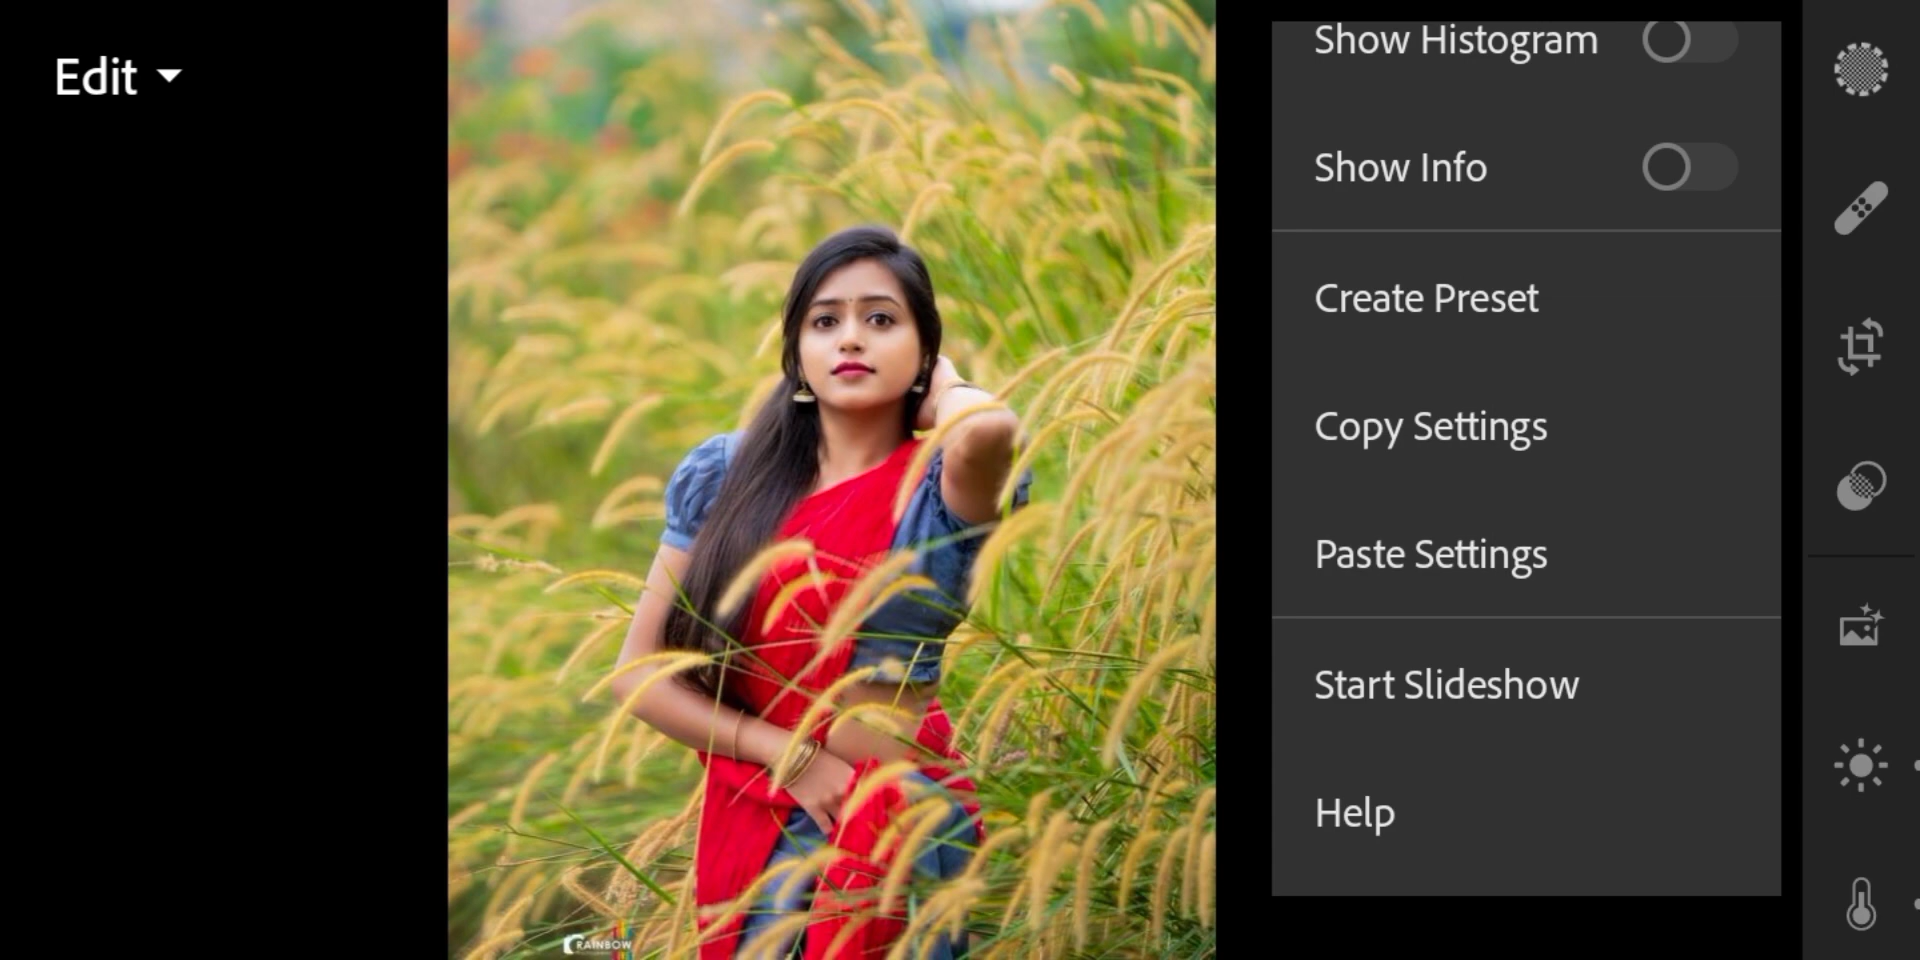 Edit
Show Histogram
Show Info
Create Preset
Copy Settings
Paste Settings
Start Slideshow
Help
RAINBOW